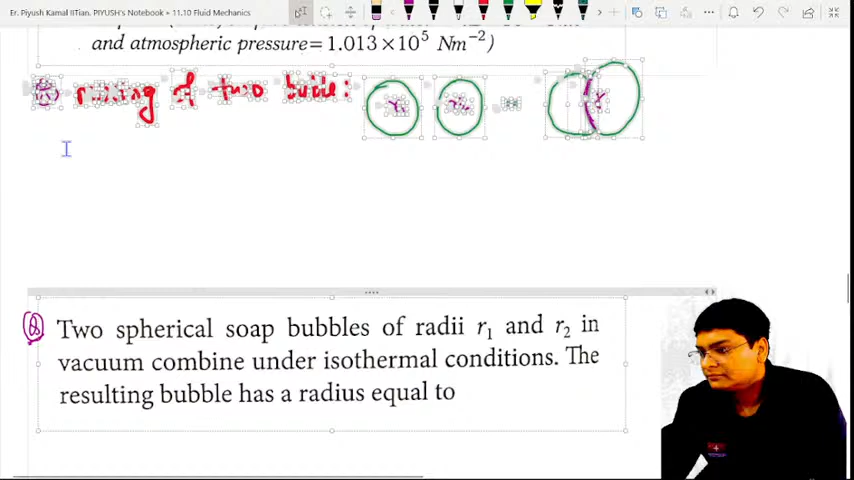 Er. Piyush Kamal IITian. PIYUSH's Notebook » 11.10 Fluid Mechanics
and atmospheric pressure=1.013×10⁵ Nm⁻²)
mixing of two bubble:
r₁ r₂ r
Q Two spherical soap bubbles of radii r₁ and r₂ in
vacuum combine under isothermal conditions. The
resulting bubble has a radius equal to